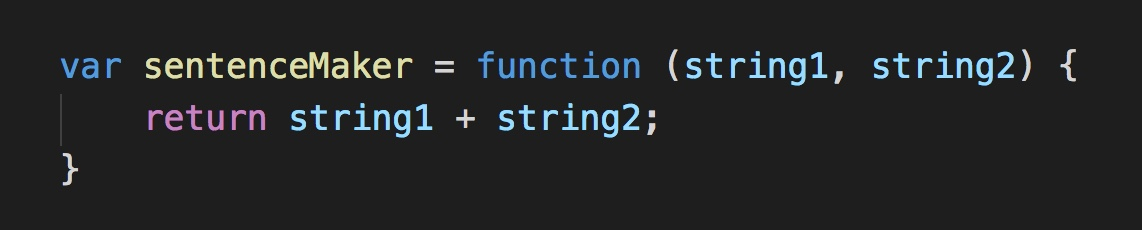 var sentenceMaker = function (string1, string2) {
    return string1 + string2;
}